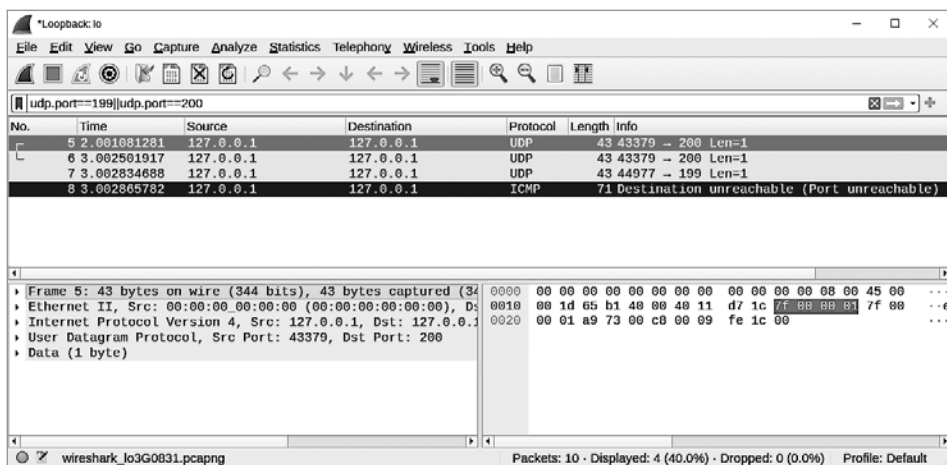 *Loopback: lo
File Edit View Go Capture Analyze Statistics Telephony Wireless Tools Help
udp.port==199||udp.port==200
No. Time Source Destination Protocol Length Info
5 2.001081281 127.0.0.1 127.0.0.1 UDP 43 43379 → 200 Len=1
6 3.002501917 127.0.0.1 127.0.0.1 UDP 43 43379 → 200 Len=1
7 3.002834688 127.0.0.1 127.0.0.1 UDP 43 44977 → 199 Len=1
8 3.002865782 127.0.0.1 127.0.0.1 ICMP 71 Destination unreachable (Port unreachable)
Frame 5: 43 bytes on wire (344 bits), 43 bytes captured (34
Ethernet II, Src: 00:00:00_00:00:00 (00:00:00:00:00:00), Ds
Internet Protocol Version 4, Src: 127.0.0.1, Dst: 127.0.0.1
User Datagram Protocol, Src Port: 43379, Dst Port: 200
Data (1 byte)
0000 00 00 00 00 00 00 00 00 00 00 00 00 08 00 45 00 ...
0010 00 1d 65 b1 40 00 40 11 d7 1c 7f 00 00 01 7f 00 ··e
0020 00 01 a9 73 00 c8 00 09 fe 1c 00 ...
wireshark_lo3G0831.pcapng
Packets: 10 · Displayed: 4 (40.0%) · Dropped: 0 (0.0%) Profile: Default